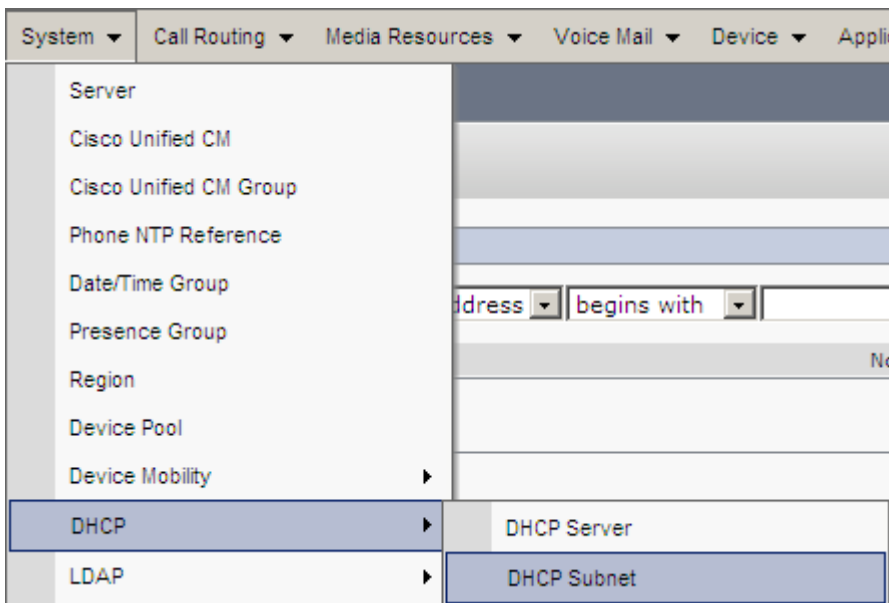 System Call Routing Media Resources Voice Mail Device
Server
Cisco Unified CM
Cisco Unified CM Group
Phone NTP Reference
Date/Time Group
ddress begins with
Presence Group
Region
Device Pool
Device Mobility
DHCP
DHCP Server
LDAP
DHCP Subnet